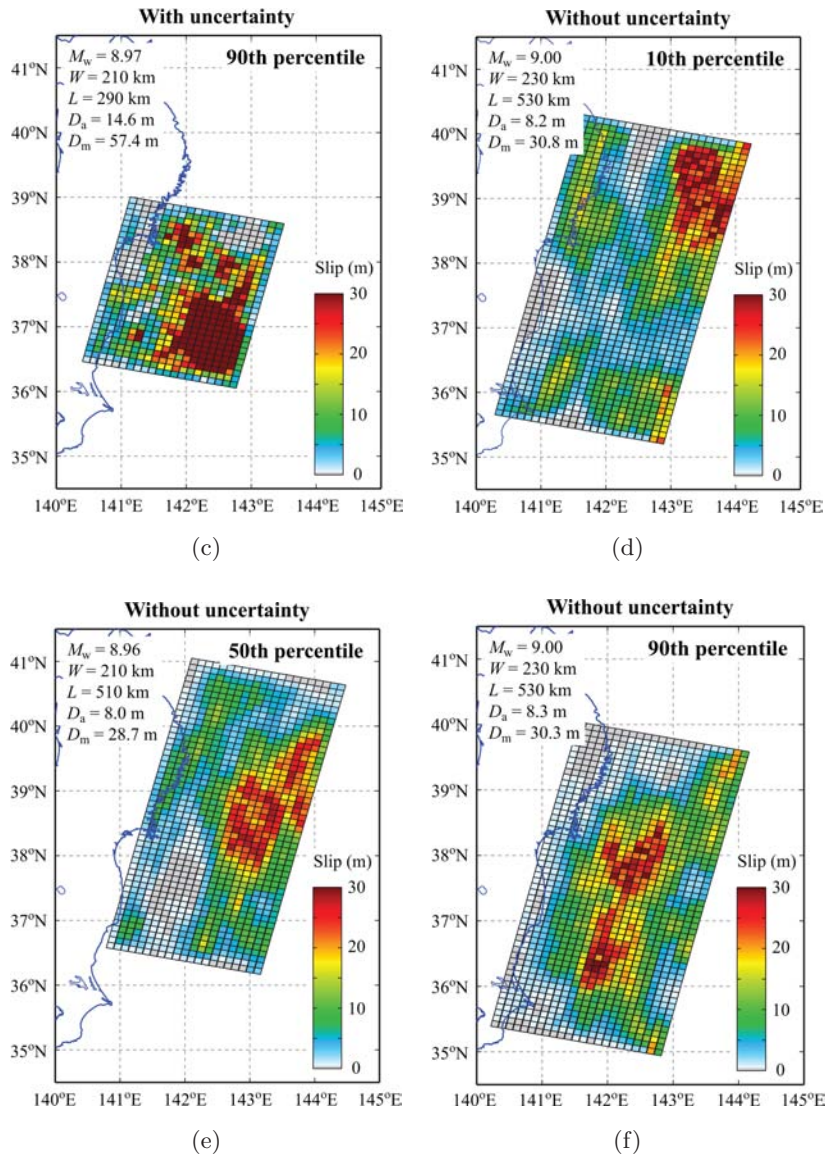 With uncertainty
90th percentile
M_w = 8.97
W = 210 km
L = 290 km
D_a = 14.6 m
D_m = 57.4 m
41°N
40°N
39°N
38°N
37°N
36°N
35°N
Slip (m)
30
20
10
0
140°E 141°E 142°E 143°E 144°E 145°E
(c)
Without uncertainty
10th percentile
M_w = 9.00
W = 230 km
L = 530 km
D_a = 8.2 m
D_m = 30.8 m
41°N
40°N
39°N
38°N
37°N
36°N
35°N
Slip (m)
30
20
10
0
140°E 141°E 142°E 143°E 144°E 145°E
(d)
Without uncertainty
50th percentile
M_w = 8.96
W = 210 km
L = 510 km
D_a = 8.0 m
D_m = 28.7 m
41°N
40°N
39°N
38°N
37°N
36°N
35°N
Slip (m)
30
20
10
0
140°E 141°E 142°E 143°E 144°E 145°E
(e)
Without uncertainty
90th percentile
M_w = 9.00
W = 230 km
L = 530 km
D_a = 8.3 m
D_m = 30.3 m
41°N
40°N
39°N
38°N
37°N
36°N
35°N
Slip (m)
30
20
10
0
140°E 141°E 142°E 143°E 144°E 145°E
(f)